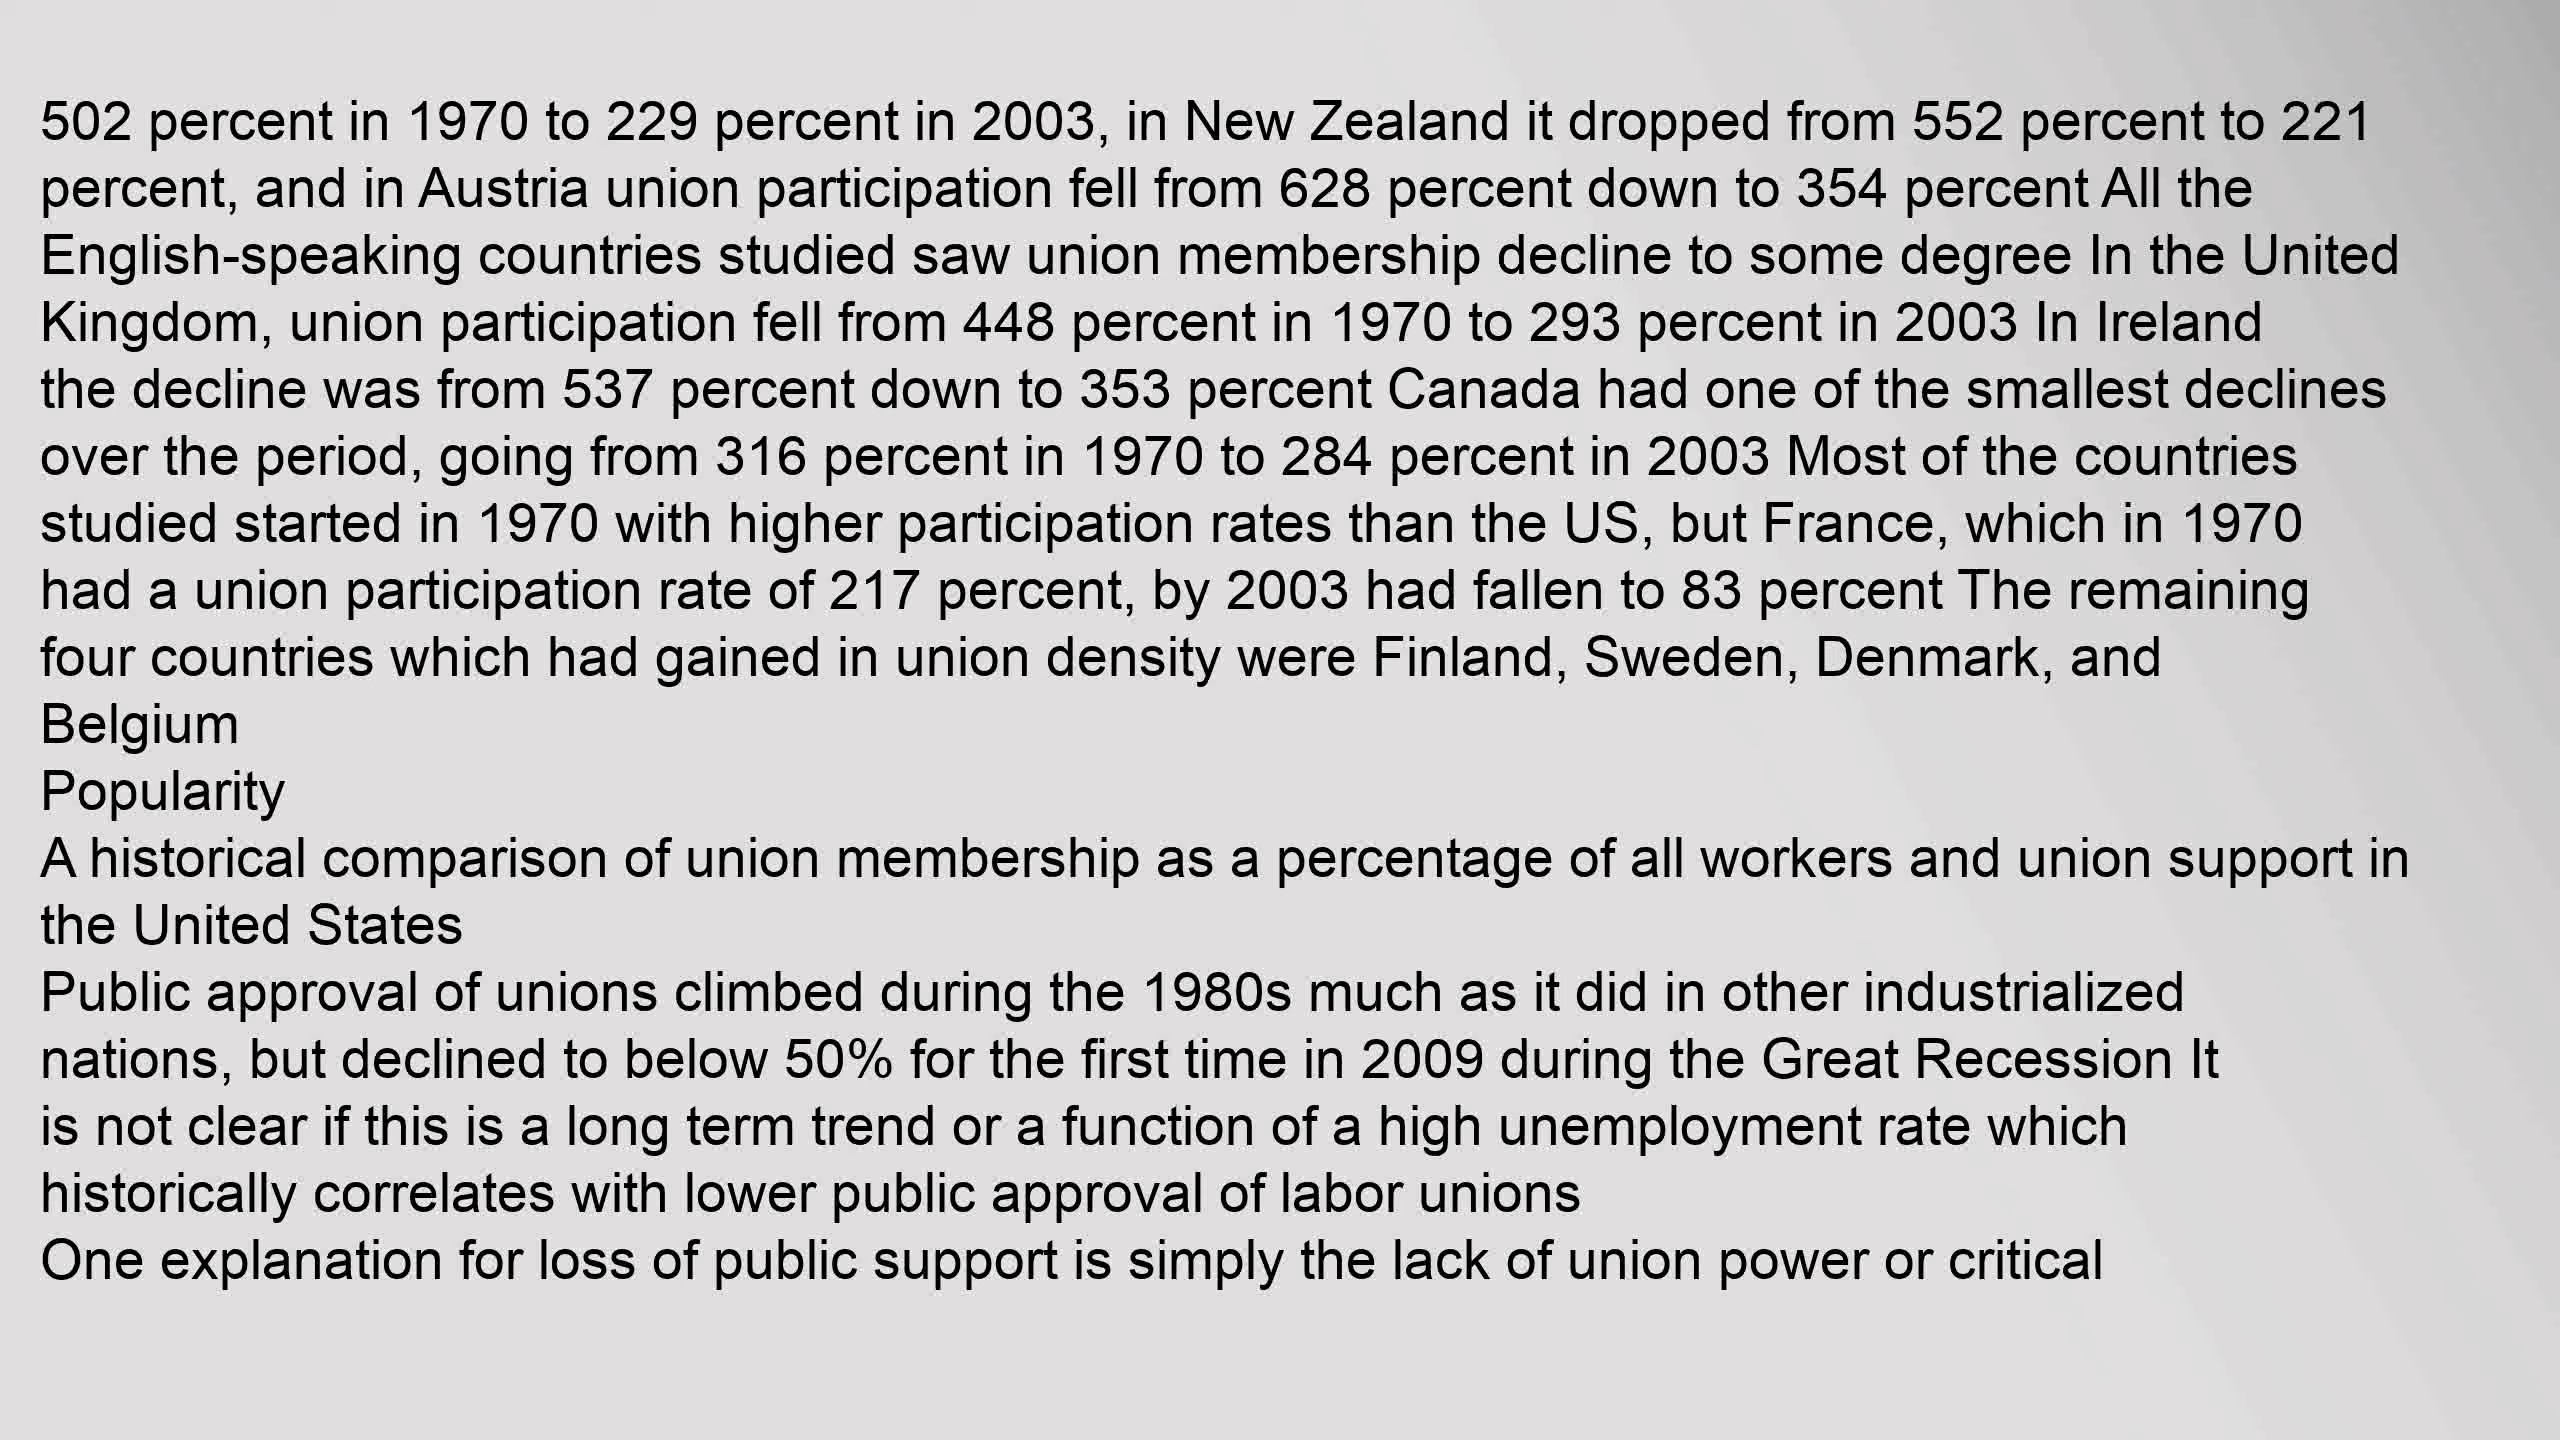 502 percent in 1970 to 229 percent in 2003, in New Zealand it dropped from 552 percent to 221
percent, and in Austria union participation fell from 628 percent down to 354 percent All the
English-speaking countries studied saw union membership decline to some degree In the United
Kingdom, union participation fell from 448 percent in 1970 to 293 percent in 2003 In Ireland
the decline was from 537 percent down to 353 percent Canada had one of the smallest declines
over the period, going from 316 percent in 1970 to 284 percent in 2003 Most of the countries
studied started in 1970 with higher participation rates than the US, but France, which in 1970
had a union participation rate of 217 percent, by 2003 had fallen to 83 percent The remaining
four countries which had gained in union density were Finland, Sweden, Denmark, and
Belgium
Popularity
A historical comparison of union membership as a percentage of all workers and union support in
the United States
Public approval of unions climbed during the 1980s much as it did in other industrialized
nations, but declined to below 50% for the first time in 2009 during the Great Recession It
is not clear if this is a long term trend or a function of a high unemployment rate which
historically correlates with lower public approval of labor unions
One explanation for loss of public support is simply the lack of union power or critical